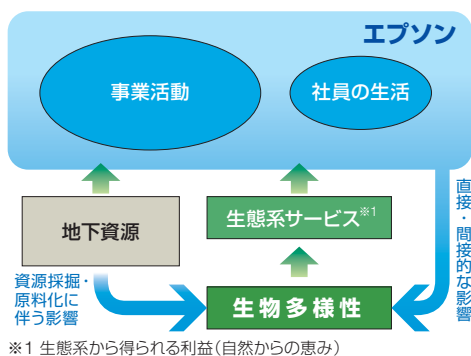 エプソン
事業活動
社員の生活
地下資源
生態系サービス※1
直接・間接的な影響
資源採掘・
原料化に
伴う影響
生物多様性
※1 生態系から得られる利益(自然からの恵み)